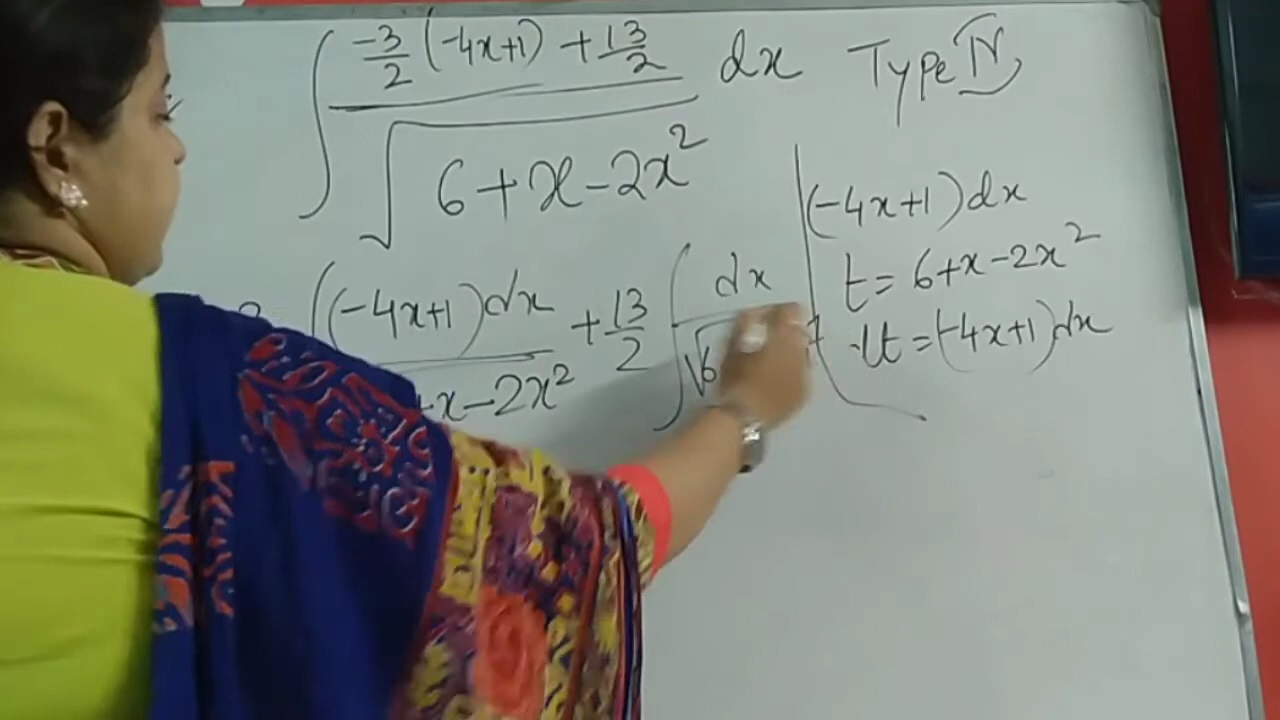 ∫ -3/2 (-4x+1) + 13/2 / √6+x-2x² dx Type IV
(-4x+1)dx
t = 6+x-2x²
dt = (-4x+1)dx
∫ (-4x+1)dx / +x-2x² + 13/2 ∫ dx / √6